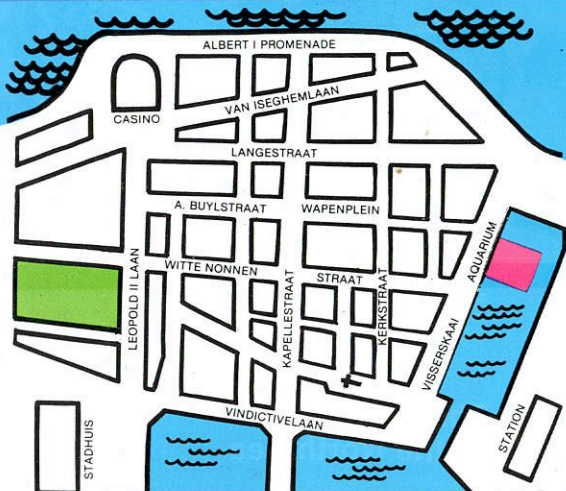 ALBERT I PROMENADE
CASINO
VAN ISEGHEMLAAN
LANGESTRAAT
A. BUYLSTRAAT
WAPENPLEIN
AQUARIUM
WITTE NONNEN STRAAT
LEOPOLD II LAAN
KAPELLESTRAAT
KERKSTRAAT
VISSERSKAAI
VINDICTIVELAAN
STADHUIS
STATION